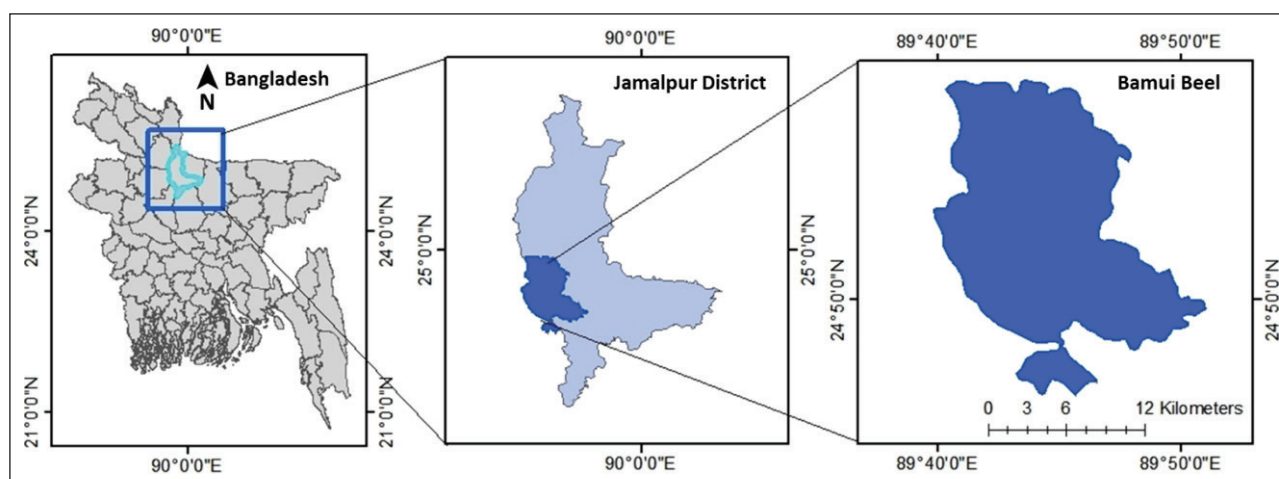 90°0'0"E
Bangladesh
N
24°0'0"N
21°0'0"N
24°0'0"N
21°0'0"N
90°0'0"E
90°0'0"E
Jamalpur District
25°0'0"N
25°0'0"N
90°0'0"E
89°40'0"E
89°50'0"E
Bamui Beel
24°50'0"N
24°50'0"N
0 3 6 12 Kilometers
89°40'0"E
89°50'0"E